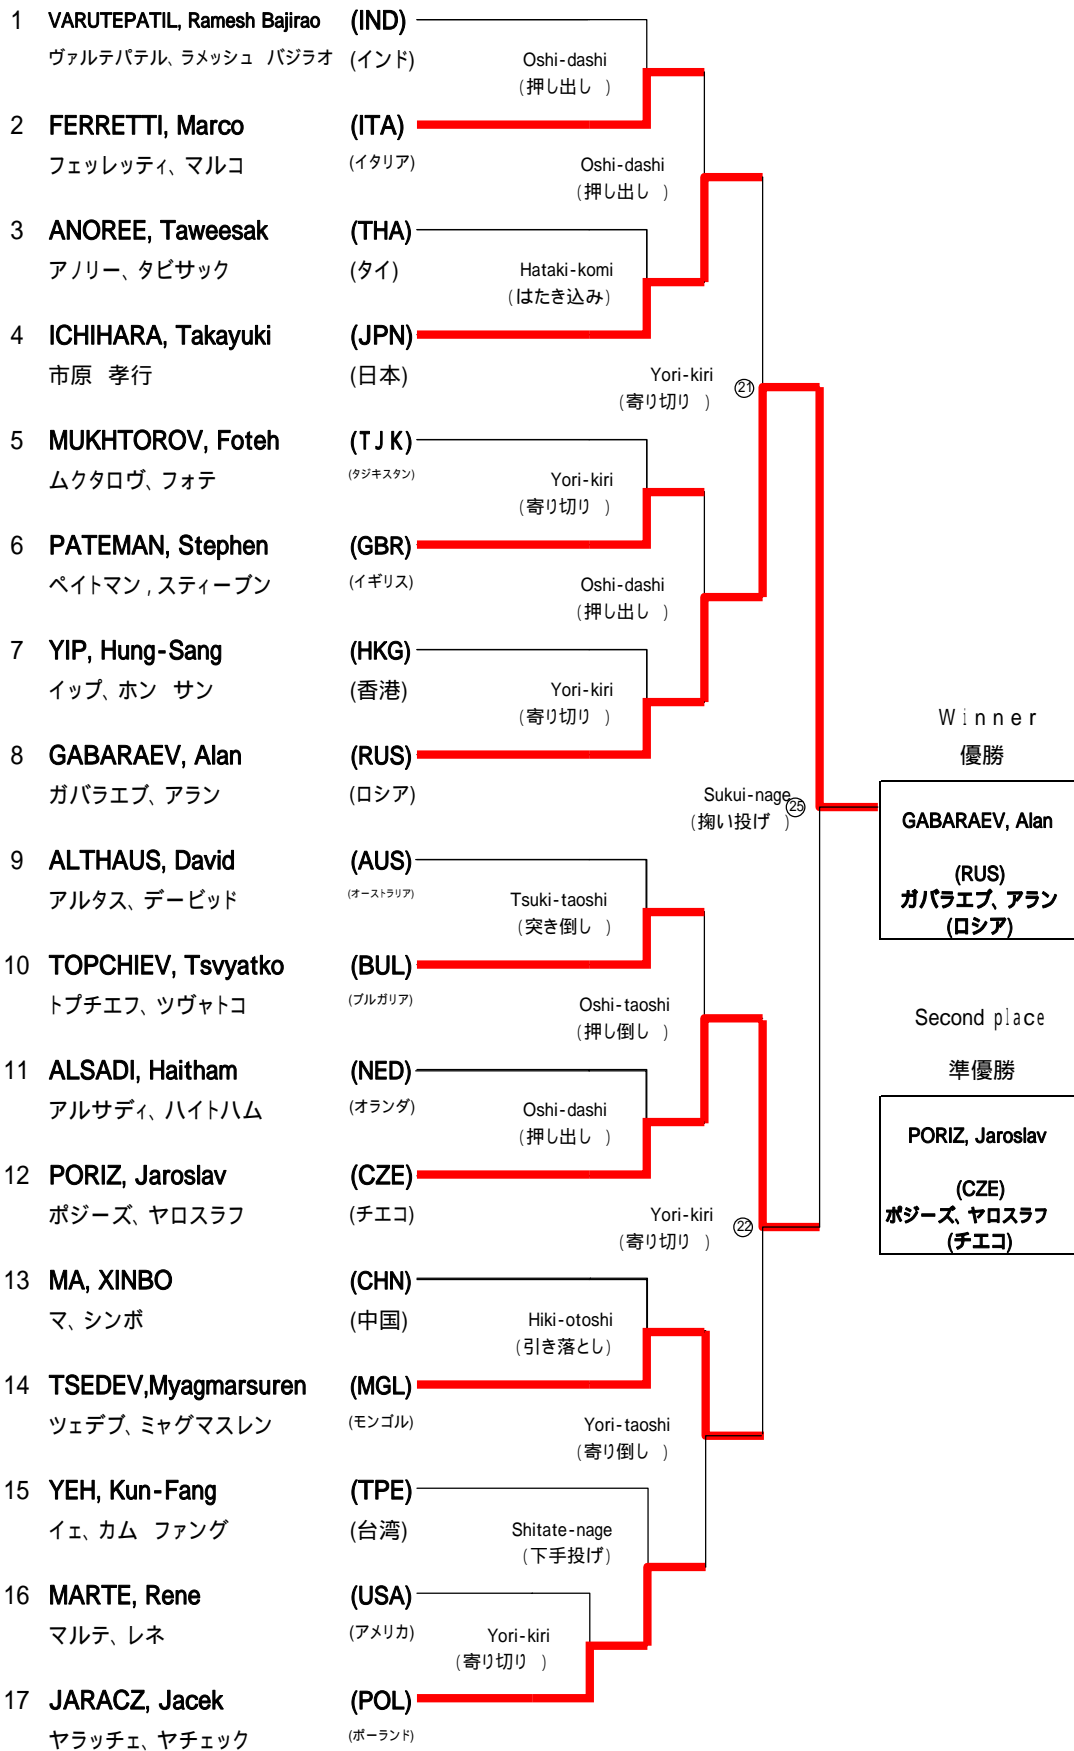 1 VARUTEPATIL, Ramesh Bajirao (IND)
ヴァルテパテル、ラメッシュ バジラオ (インド)
Oshi-dashi
(押し出し )
2 FERRETTI, Marco (ITA)
フェッレッティ、マルコ (イタリア)
Oshi-dashi
(押し出し )
3 ANOREE, Taweesak (THA)
アノリー、タビサック (タイ)
Hataki-komi
(はたき込み)
4 ICHIHARA, Takayuki (JPN)
市原 孝行 (日本)
Yori-kiri
(寄り切り ) ㉑
5 MUKHTOROV, Foteh (TJK)
ムクタロヴ、フォテ (タジキスタン)
Yori-kiri
(寄り切り )
6 PATEMAN, Stephen (GBR)
ペイトマン , スティーブン (イギリス)
Oshi-dashi
(押し出し )
7 YIP, Hung-Sang (HKG)
イップ、ホン サン (香港)
Yori-kiri
(寄り切り )
8 GABARAEV, Alan (RUS)
ガバラエブ、アラン (ロシア)
Sukui-nage
(掬い投げ ) ㉕
Winner
優勝
GABARAEV, Alan
(RUS)
ガバラエブ、アラン
(ロシア)
9 ALTHAUS, David (AUS)
アルタス、デービッド (オーストラリア)
Tsuki-taoshi
(突き倒し )
10 TOPCHIEV, Tsvyatko (BUL)
トプチエフ、ツヴャトコ (ブルガリア)
Oshi-taoshi
(押し倒し )
Second place
準優勝
PORIZ, Jaroslav
(CZE)
ポジーズ、ヤロスラフ
(チエコ)
11 ALSADI, Haitham (NED)
アルサディ、ハイトハム (オランダ)
Oshi-dashi
(押し出し )
12 PORIZ, Jaroslav (CZE)
ポジーズ、ヤロスラフ (チエコ)
Yori-kiri
(寄り切り ) ㉒
13 MA, XINBO (CHN)
マ、シンボ (中国)
Hiki-otoshi
(引き落とし)
14 TSEDEV,Myagmarsuren (MGL)
ツェデブ、ミャグマスレン (モンゴル)
Yori-taoshi
(寄り倒し )
15 YEH, Kun-Fang (TPE)
イェ、カム ファング (台湾)
Shitate-nage
(下手投げ)
16 MARTE, Rene (USA)
マルテ、レネ (アメリカ)
Yori-kiri
(寄り切り )
17 JARACZ, Jacek (POL)
ヤラッチェ、ヤチェック (ポーランド)